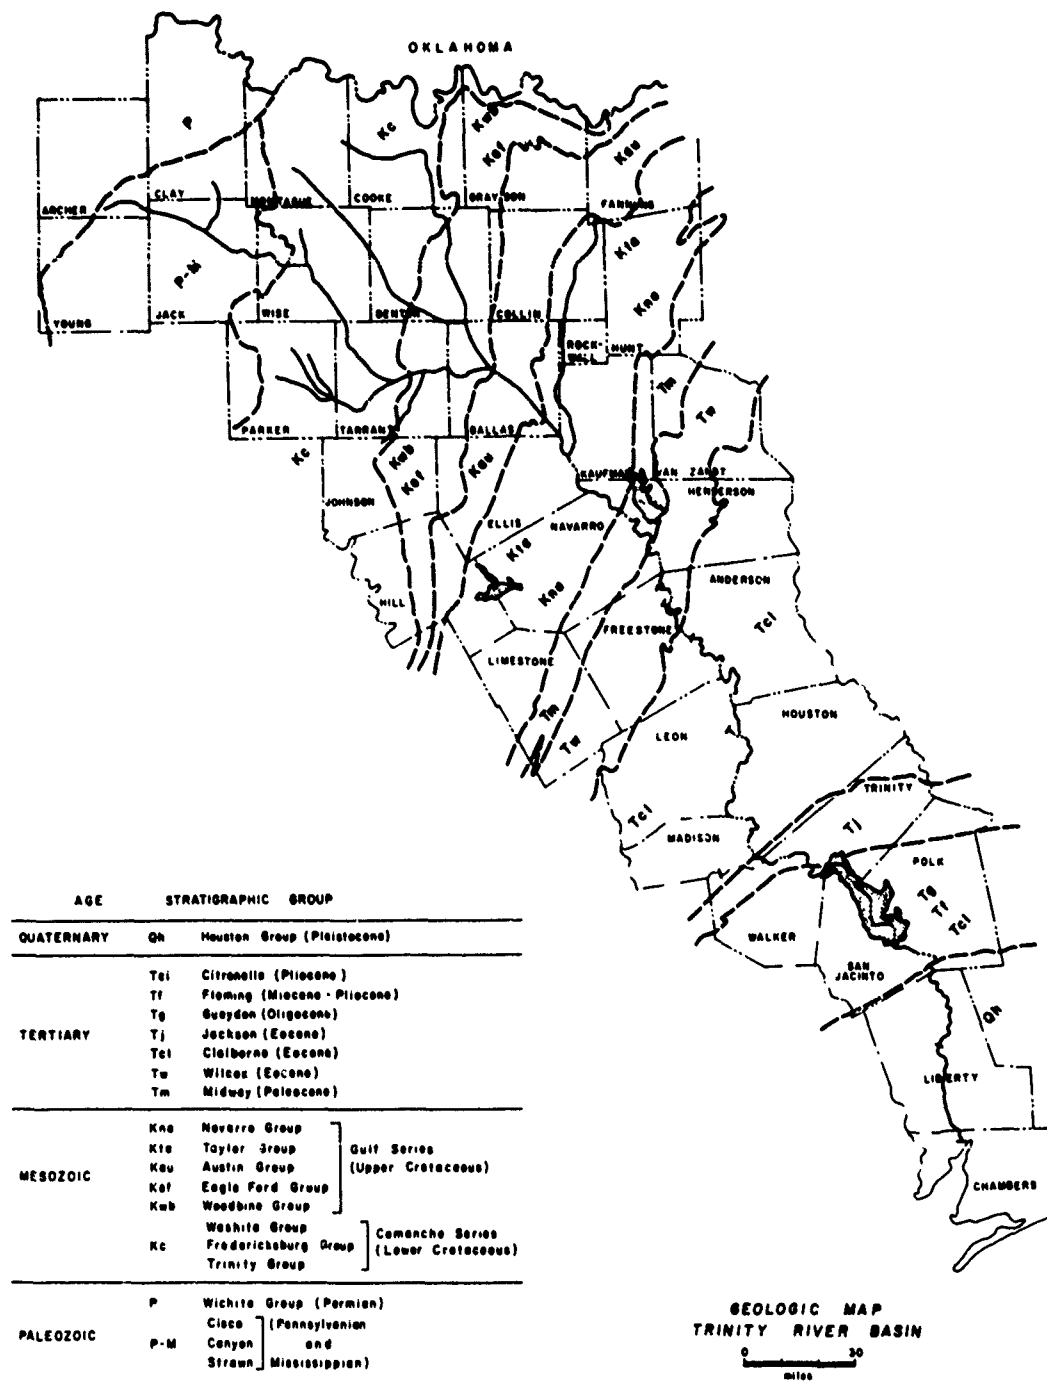 OKLAHOMA
P
Kc
Kwb
Kef
Kau
ARCHER
CLAY
MONTAGUE
COOKE
GRAYSON
FANNING
Kta
P-M
Kna
YOUNG
JACK
WISE
DENTON
COLLIN
ROCK-
WALL
HUNT
Tm
Tw
PARKER
TARRANT
DALLAS
Kc
Kwb
Kef
Kau
KAUFMAN
VAN ZANDT
HENDERSON
JOHNSON
ELLIS
NAVARRO
Kta
ANDERSON
Kna
HILL
FREESTONE
Tcl
LIMESTONE
HOUSTON
Tm
Tw
LEON
TRINITY
Tcl
MADISON
Tj
POLK
Tg
Tf
Tcl
WALKER
SAN
JACINTO
Qh
LIBERTY
CHAMBERS
AGE STRATIGRAPHIC GROUP
QUATERNARY Qh Houston Group (Pleistocene)
TERTIARY
Tci Citronelle (Pliocene)
Tf Fleming (Miocene - Pliocene)
Tg Gueydan (Oligocene)
Tj Jackson (Eocene)
Tcl Claiborne (Eocene)
Tw Wilcox (Eocene)
Tm Midway (Paleocene)
MESOZOIC
Kna Navarro Group
Kta Taylor Group
Kau Austin Group
Kef Eagle Ford Group
Kwb Woodbine Group
Gulf Series
(Upper Cretaceous)
Kc
Washita Group
Fredericksburg Group
Trinity Group
Comanche Series
(Lower Cretaceous)
PALEOZOIC
P Wichita Group (Permian)
P-M
Cisco
Canyon
Strawn
(Pennsylvanian
and
Mississippian)
GEOLOGIC MAP
TRINITY RIVER BASIN
0 30
miles